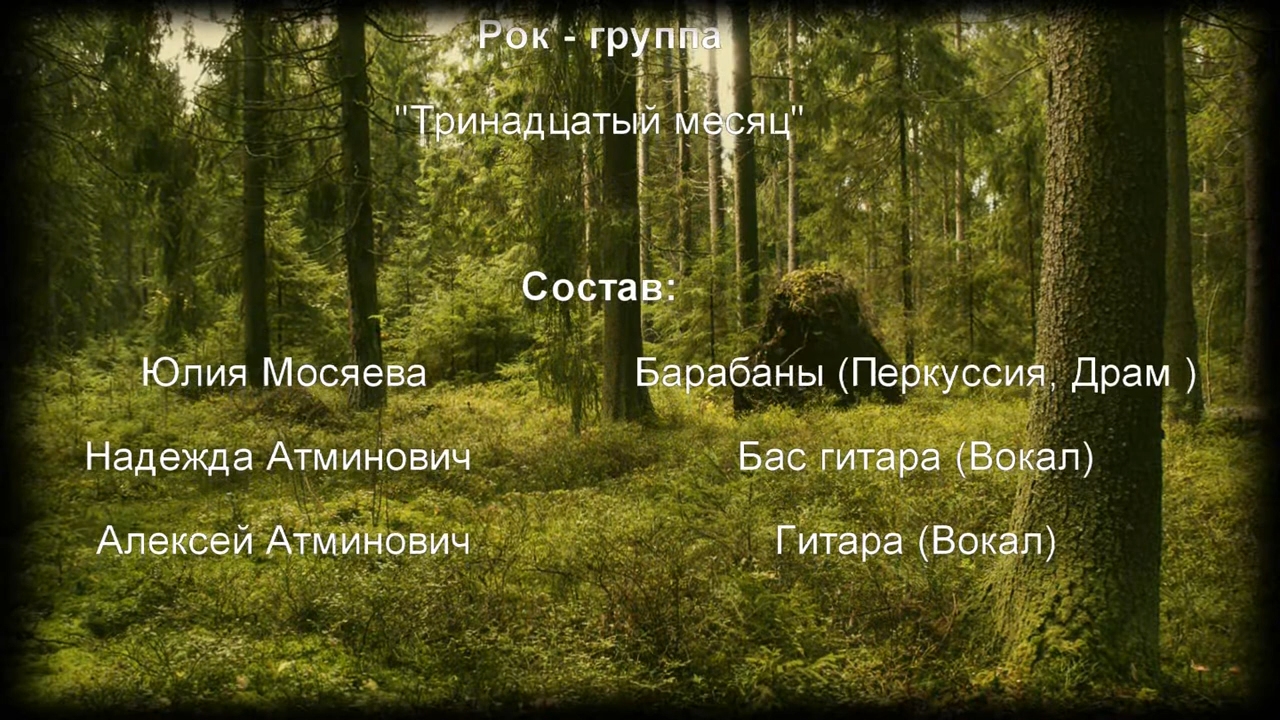 Рок - группа
"Тринадцатый месяц"
Состав:
Юлия Мосяева Барабаны (Перкуссия, Драм )
Надежда Атминович Бас гитара (Вокал)
Алексей Атминович Гитара (Вокал)